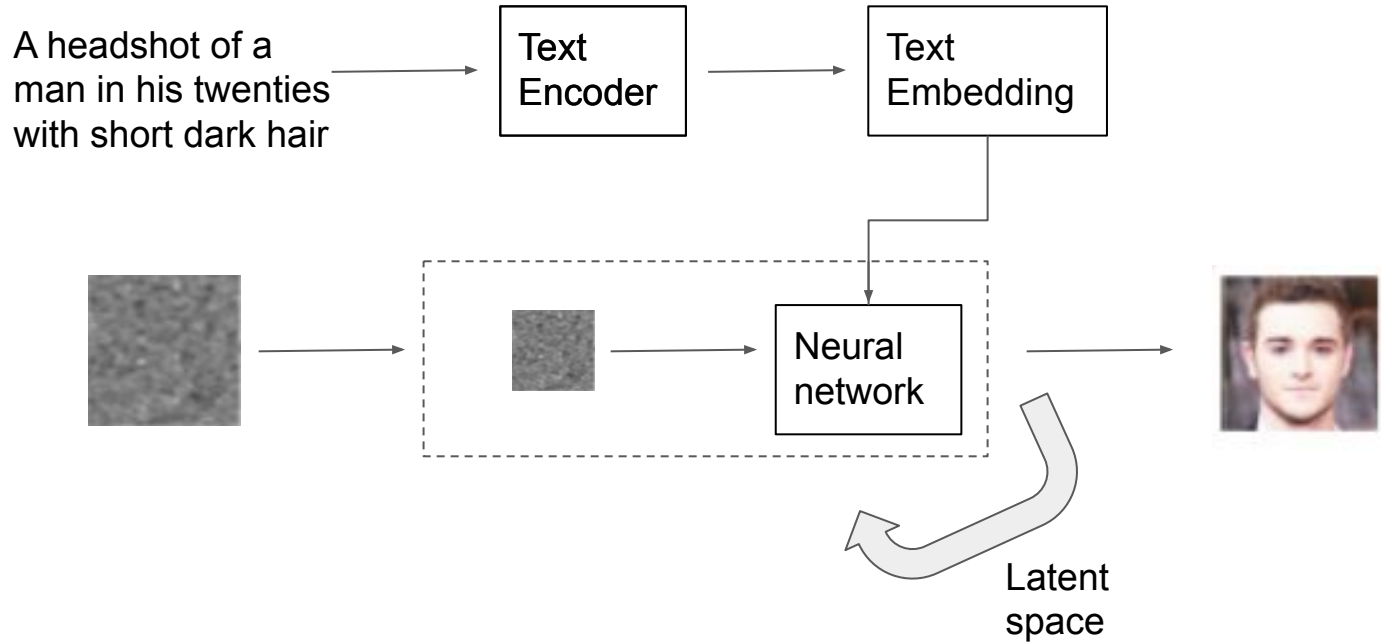 A headshot of a
man in his twenties
with short dark hair
Text
Encoder
Text
Embedding
Neural
network
Latent
space